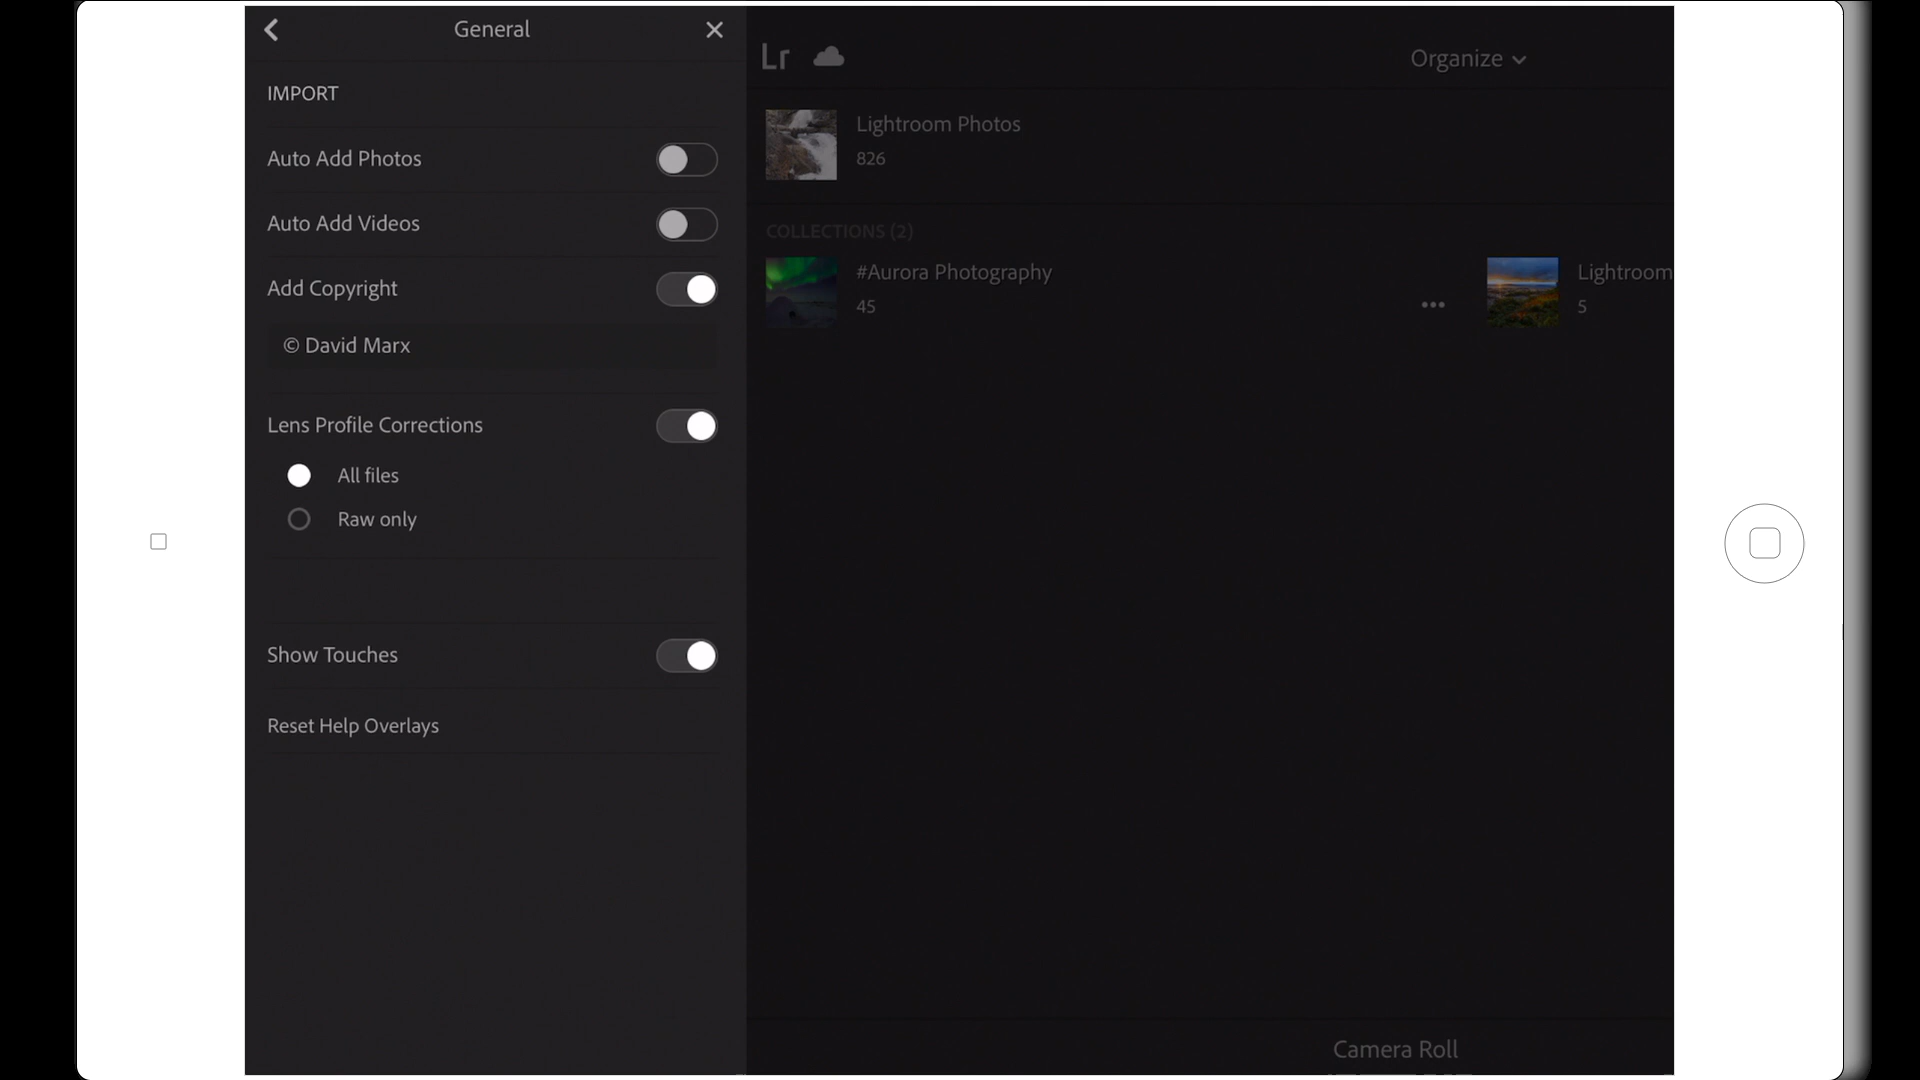 General
IMPORT
Auto Add Photos
Auto Add Videos
Add Copyright
© David Marx
Lens Profile Corrections
All files
Raw only
Show Touches
Reset Help Overlays
Lr
Organize
Lightroom Photos
826
COLLECTIONS (2)
#Aurora Photography
45
Lightroom
5
Camera Roll